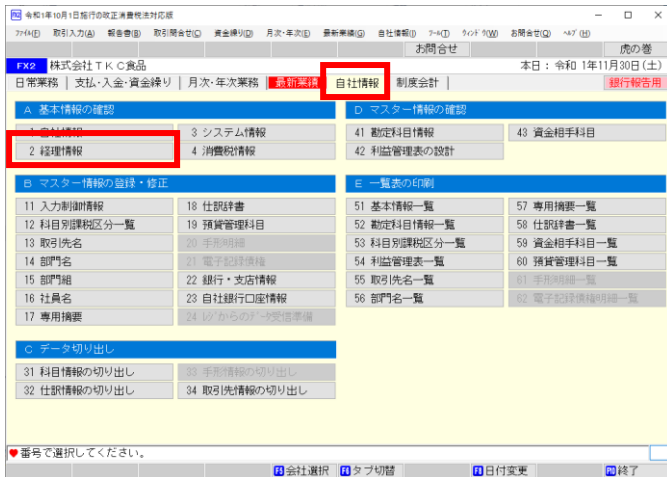 令和1年10月1日施行の改正消費税法対応版
ファイル(F) 取引入力(A) 報告書(B) 取引問合せ(C) 資金繰り(D) 月次・年次(E) 最新業績(G) 自社情報(I) ツール(T) ウィンドウ(W) お問合せ(Q) ヘルプ(H)
お問合せ 虎の巻
FX2 株式会社TKC食品 本日：令和 1年11月30日(土)
日常業務 支払・入金・資金繰り 月次・年次業務 最新業績 自社情報 制度会計 銀行報告用
A 基本情報の確認
1 自社情報 3 システム情報
2 経理情報 4 消費税情報
D マスター情報の確認
41 勘定科目情報 43 資金相手科目
42 利益管理表の設計
B マスター情報の登録・修正
11 入力制御情報 18 仕訳辞書
12 科目別課税区分一覧 19 預貸管理科目
13 取引先名 20 手形明細
14 部門名 21 電子記録債権
15 部門組 22 銀行・支店情報
16 社員名 23 自社銀行口座情報
17 専用摘要 24 レジからのデータ受信準備
E 一覧表の印刷
51 基本情報一覧 57 専用摘要一覧
52 勘定科目情報一覧 58 仕訳辞書一覧
53 科目別課税区分一覧 59 資金相手科目一覧
54 利益管理表一覧 60 預貸管理科目一覧
55 取引先名一覧 61 手形明細一覧
56 部門名一覧 62 電子記録債権明細一覧
C データ切り出し
31 科目情報の切り出し 33 手形情報の切り出し
32 仕訳情報の切り出し 34 取引先情報の切り出し
番号で選択してください。
会社選択 タブ切替 日付変更 終了